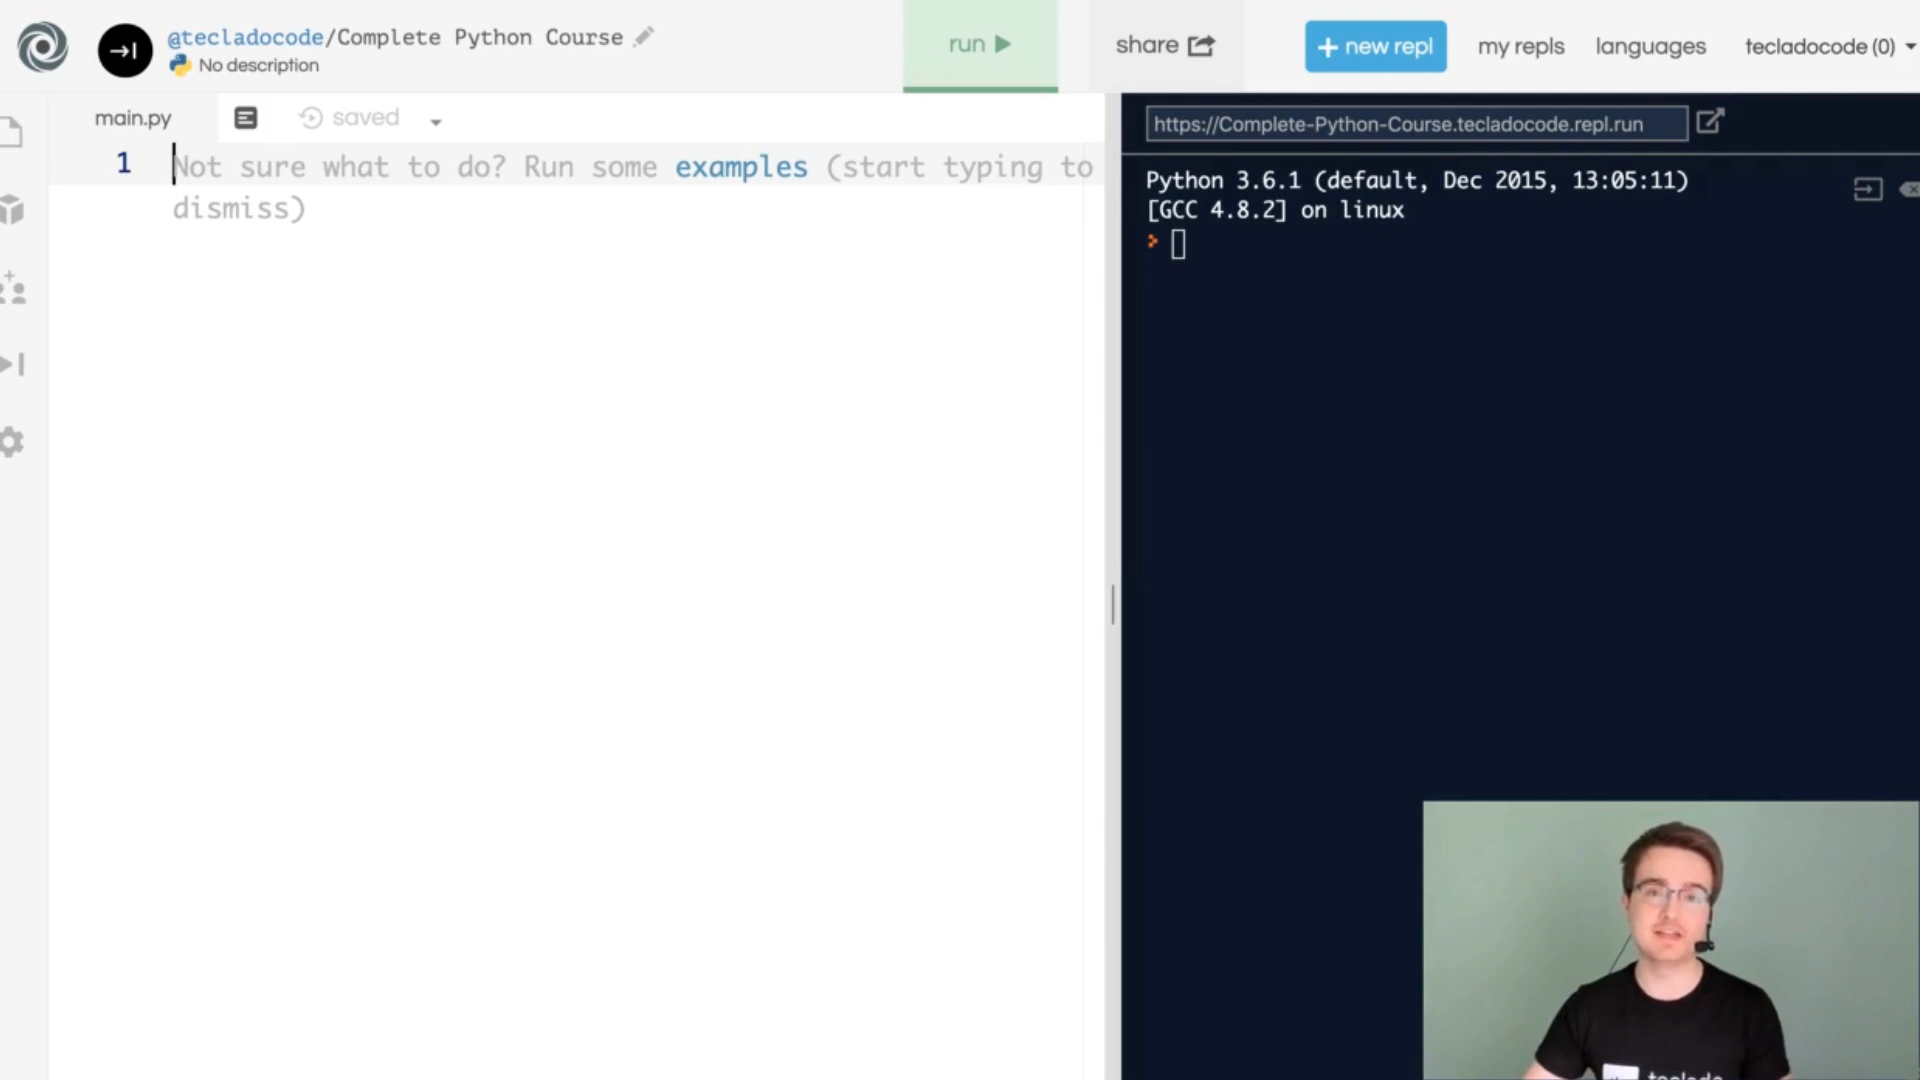 @tecladocode/Complete Python Course
No description
run
share
new repl
my repls
languages
tecladocode (0)
main.py
saved
1
Not sure what to do? Run some examples (start typing to
dismiss)
https://Complete-Python-Course.tecladocode.repl.run
Python 3.6.1 (default, Dec 2015, 13:05:11)
[GCC 4.8.2] on linux
teclado